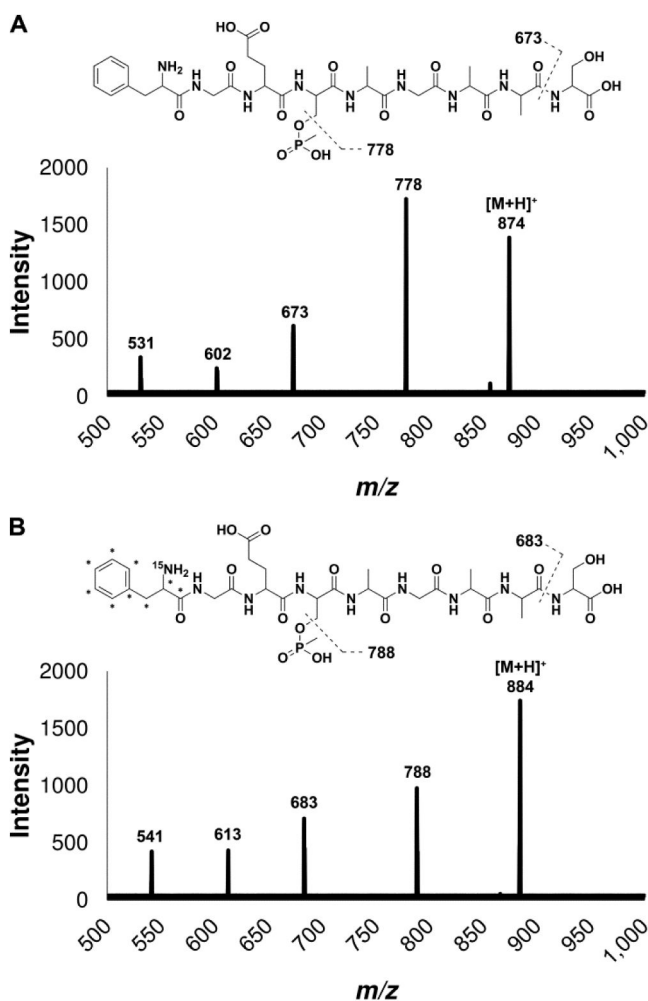 A
HO
O
673
OH
NH₂
H
N
O
O
N
H
H
N
O
O
N
H
H
N
O
O
N
H
H
N
O
O
N
H
OH
O
O
O=P
OH
778
2000
1500
1000
500
0
Intensity
531
602
673
778
[M+H]⁺
874
500
550
600
650
700
750
800
850
900
950
1,000
m/z
B
HO
O
683
OH
* * * * * * * * *
¹⁵NH₂
H
N
O
O
N
H
H
N
O
O
N
H
H
N
O
O
N
H
H
N
O
O
N
H
OH
O
O
O=P
OH
788
2000
1500
1000
500
0
Intensity
541
613
683
788
[M+H]⁺
884
500
550
600
650
700
750
800
850
900
950
1,000
m/z